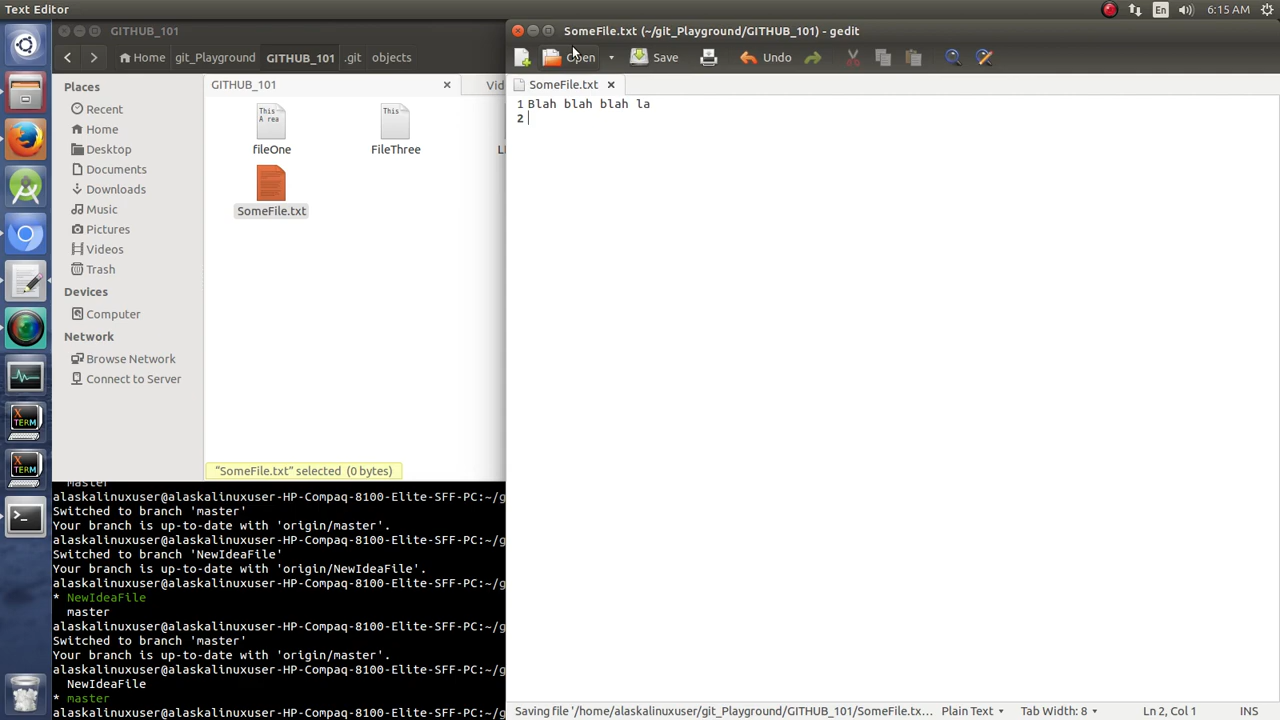 Text Editor
En
6:15 AM
GITHUB_101
Home
git_Playground
GITHUB_101
.git
objects
Places
Recent
Home
Desktop
Documents
Downloads
Music
Pictures
Videos
Trash
Devices
Computer
Network
Browse Network
Connect to Server
GITHUB_101
Vid
This
A rea
fileOne
This
FileThree
SomeFile.txt
"SomeFile.txt" selected (0 bytes)
SomeFile.txt (~/git_Playground/GITHUB_101) - gedit
Open
Save
Undo
SomeFile.txt
1 Blah blah blah la
2
master
alaskalinuxuser@alaskalinuxuser-HP-Compaq-8100-Elite-SFF-PC:~/g
Switched to branch 'master'
Your branch is up-to-date with 'origin/master'.
alaskalinuxuser@alaskalinuxuser-HP-Compaq-8100-Elite-SFF-PC:~/g
Switched to branch 'NewIdeaFile'
Your branch is up-to-date with 'origin/NewIdeaFile'.
alaskalinuxuser@alaskalinuxuser-HP-Compaq-8100-Elite-SFF-PC:~/g
* NewIdeaFile
master
alaskalinuxuser@alaskalinuxuser-HP-Compaq-8100-Elite-SFF-PC:~/g
Switched to branch 'master'
Your branch is up-to-date with 'origin/master'.
alaskalinuxuser@alaskalinuxuser-HP-Compaq-8100-Elite-SFF-PC:~/g
NewIdeaFile
* master
alaskalinuxuser@alaskalinuxuser-HP-Compaq-8100-Elite-SFF-PC:~/g
X
TERM
X
TERM
Saving file '/home/alaskalinuxuser/git_Playground/GITHUB_101/SomeFile.tx...
Plain Text
Tab Width: 8
Ln 2, Col 1
INS